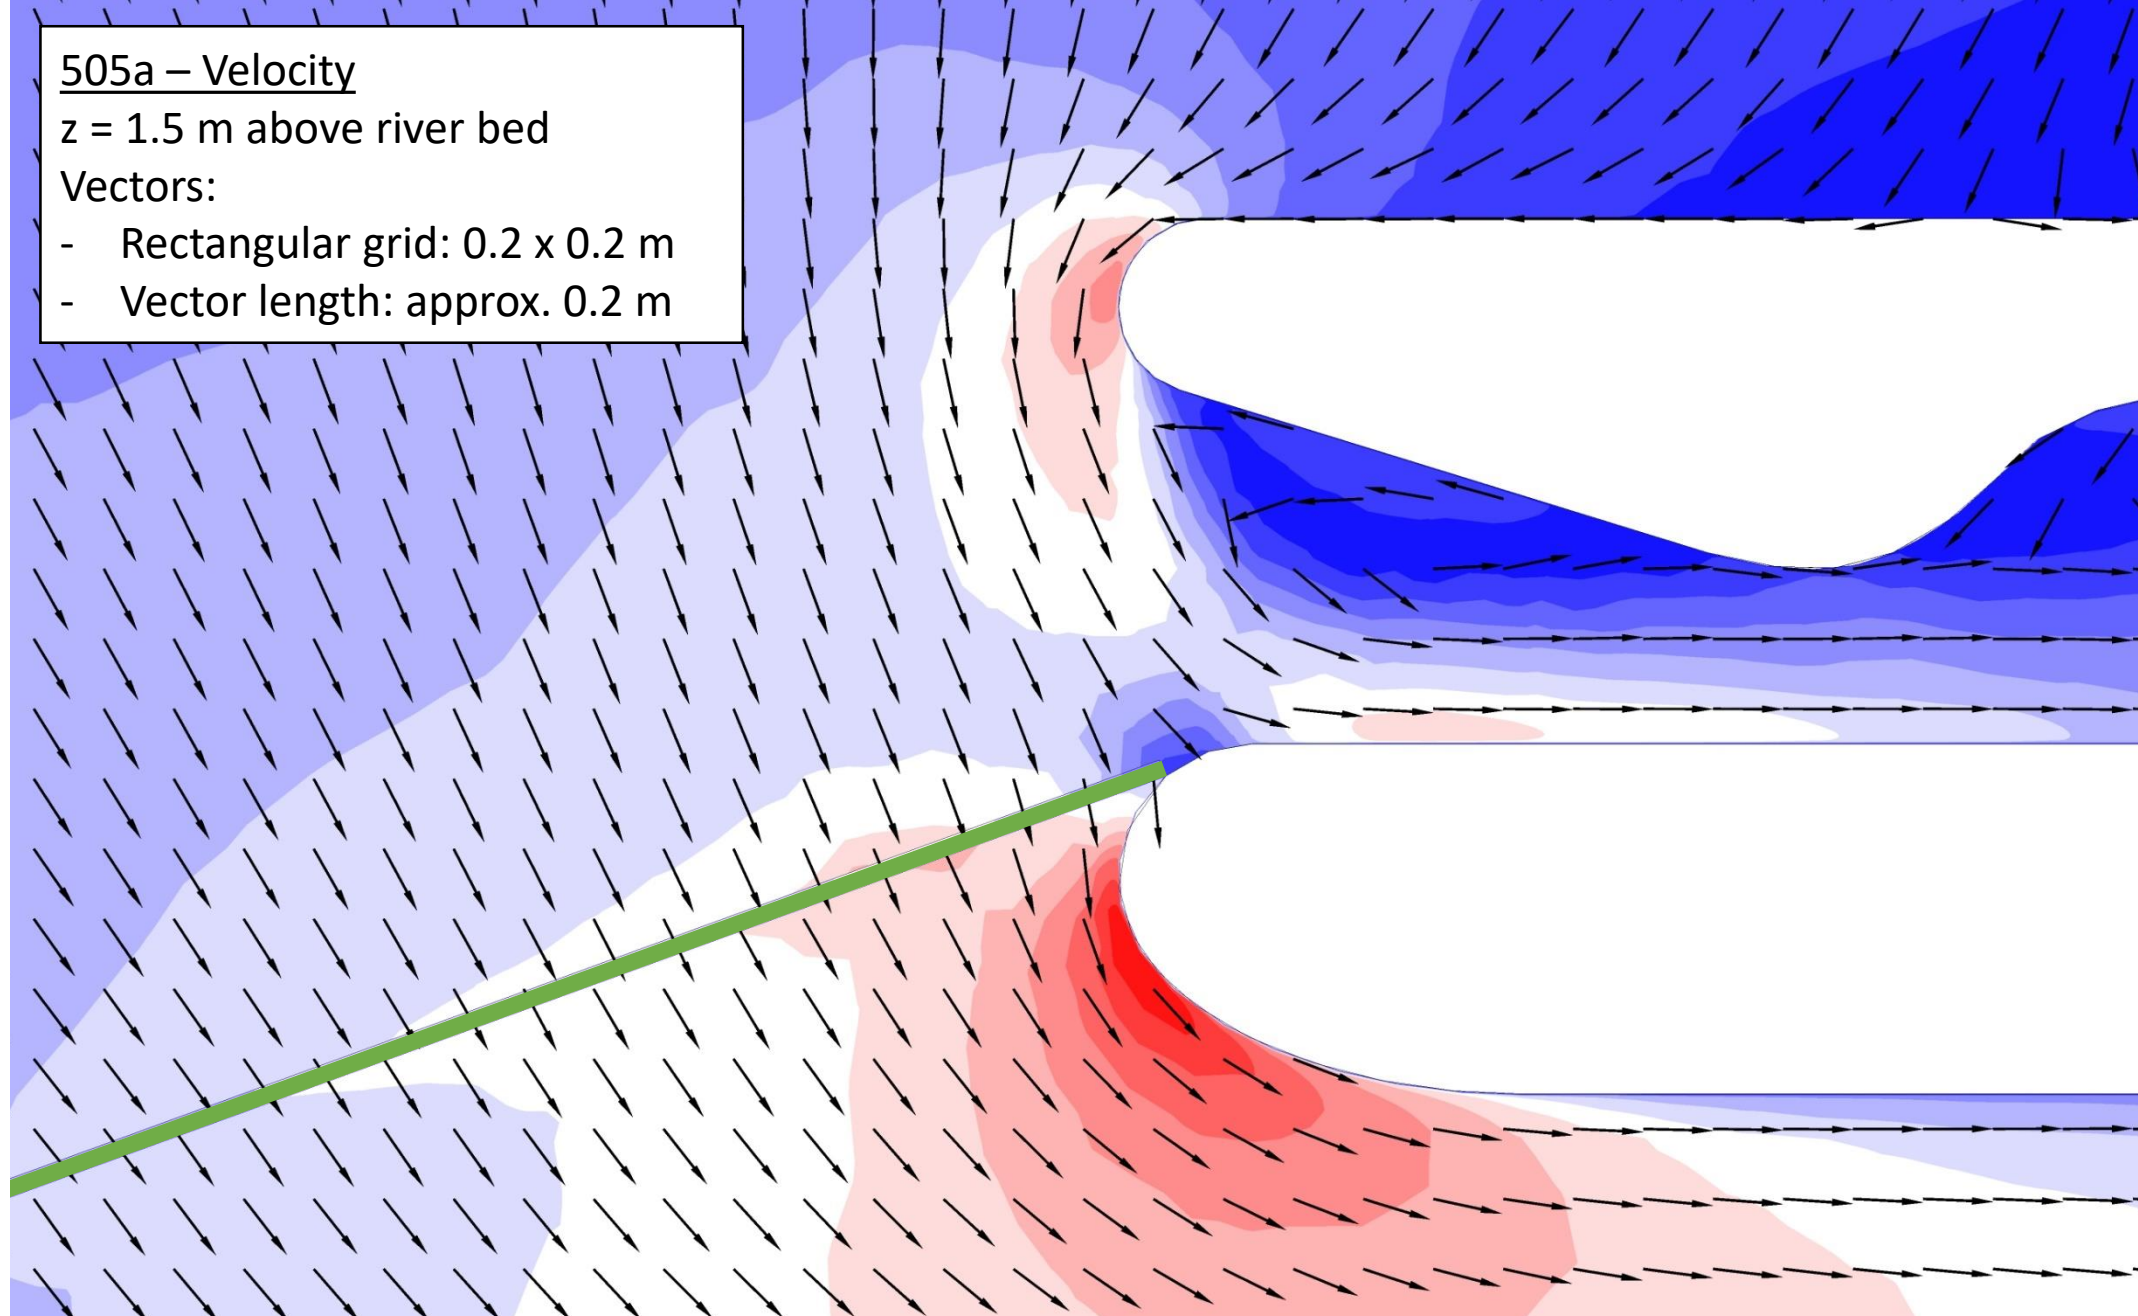 505a – Velocity
z = 1.5 m above river bed
Vectors:
- Rectangular grid: 0.2 x 0.2 m
- Vector length: approx. 0.2 m